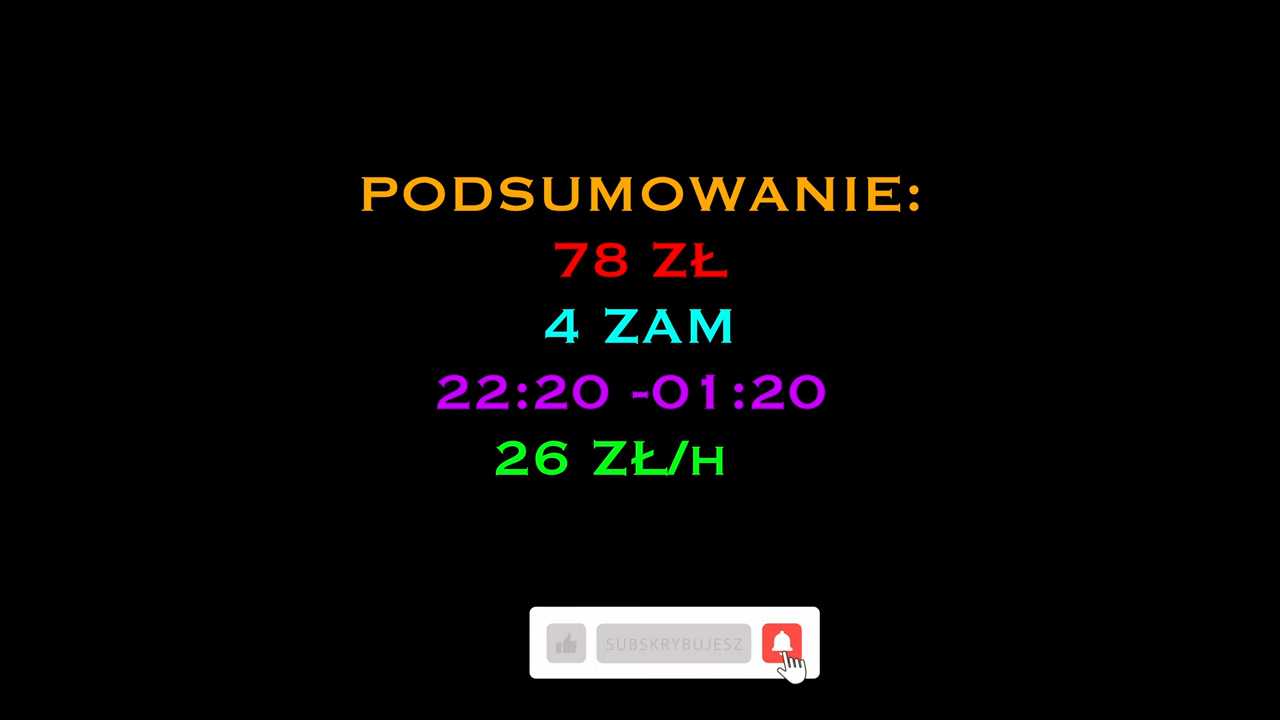 PODSUMOWANIE:
78 ZŁ
4 ZAM
22:20 -01:20
26 ZŁ/H
SUBSKRYBUJESZ